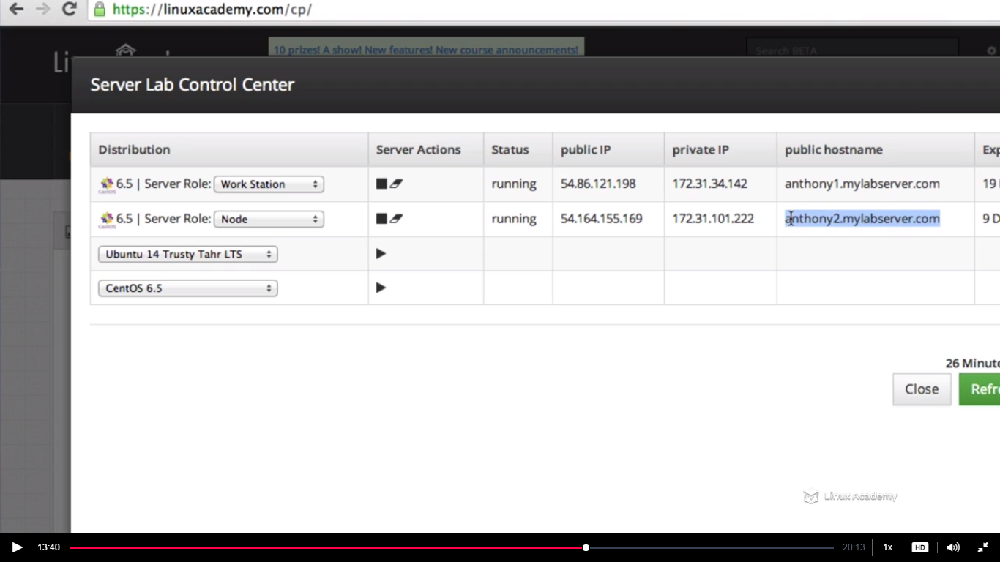 https://linuxacademy.com/cp/
Li
10 prizes! A show! New features! New course announcements!
Search BETA
Server Lab Control Center
Distribution Server Actions Status public IP private IP public hostname Exp
CentOS 6.5 | Server Role: Work Station running 54.86.121.198 172.31.34.142 anthony1.mylabserver.com 19
CentOS 6.5 | Server Role: Node running 54.164.155.169 172.31.101.222 anthony2.mylabserver.com 9 D
Ubuntu 14 Trusty Tahr LTS
CentOS 6.5
26 Minute
Close Refre
Linux Academy
13:40 20:13 1x HD